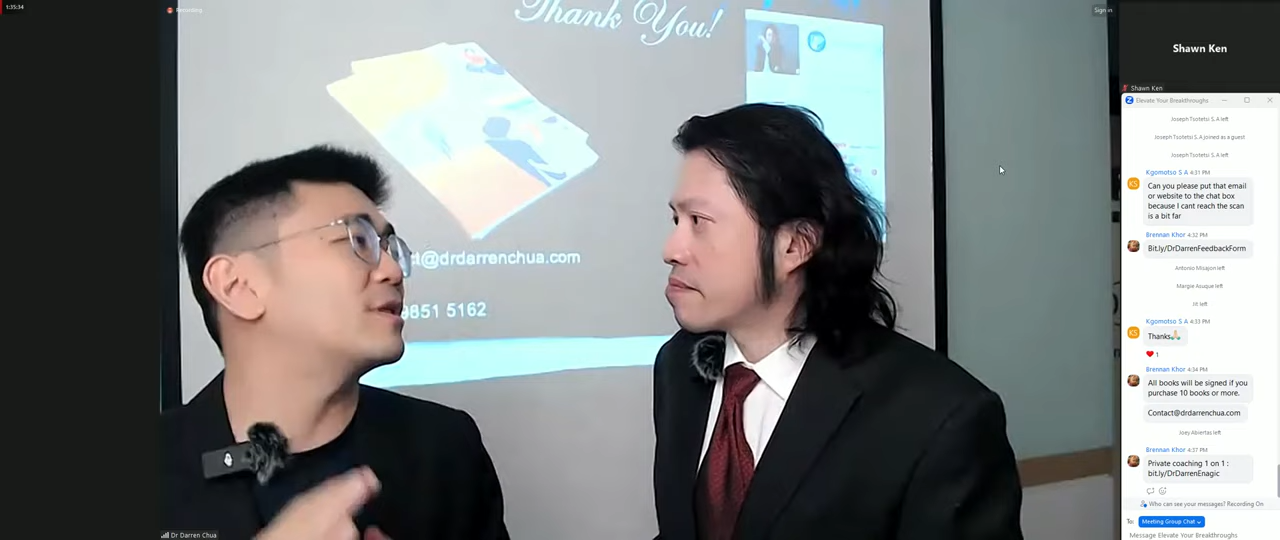 1:35:34
Recording
Sign in
Thank You!
ct@drdarrenchua.com
9851 5162
Dr Darren Chua
Shawn Ken
Shawn Ken
Elevate Your Breakthroughs
Joseph Tsotetsi S. A left
Joseph Tsotetsi S. A joined as a guest
Joseph Tsotetsi S. A left
Kgomotso S A 4:31 PM
KS
Can you please put that email
or website to the chat box
because I cant reach the scan
is a bit far
Brennan Khor 4:32 PM
Bit.ly/DrDarrenFeedbackForm
Antonio Misajon left
Margie Asuque left
Jit left
Kgomotso S A 4:33 PM
KS
Thanks🙏
1
Brennan Khor 4:34 PM
All books will be signed if you
purchase 10 books or more.
Contact@drdarrenchua.com
Joey Abiertas left
Brennan Khor 4:37 PM
Private coaching 1 on 1 :
bit.ly/DrDarrenEnagic
Who can see your messages? Recording On
To: Meeting Group Chat
Message Elevate Your Breakthroughs